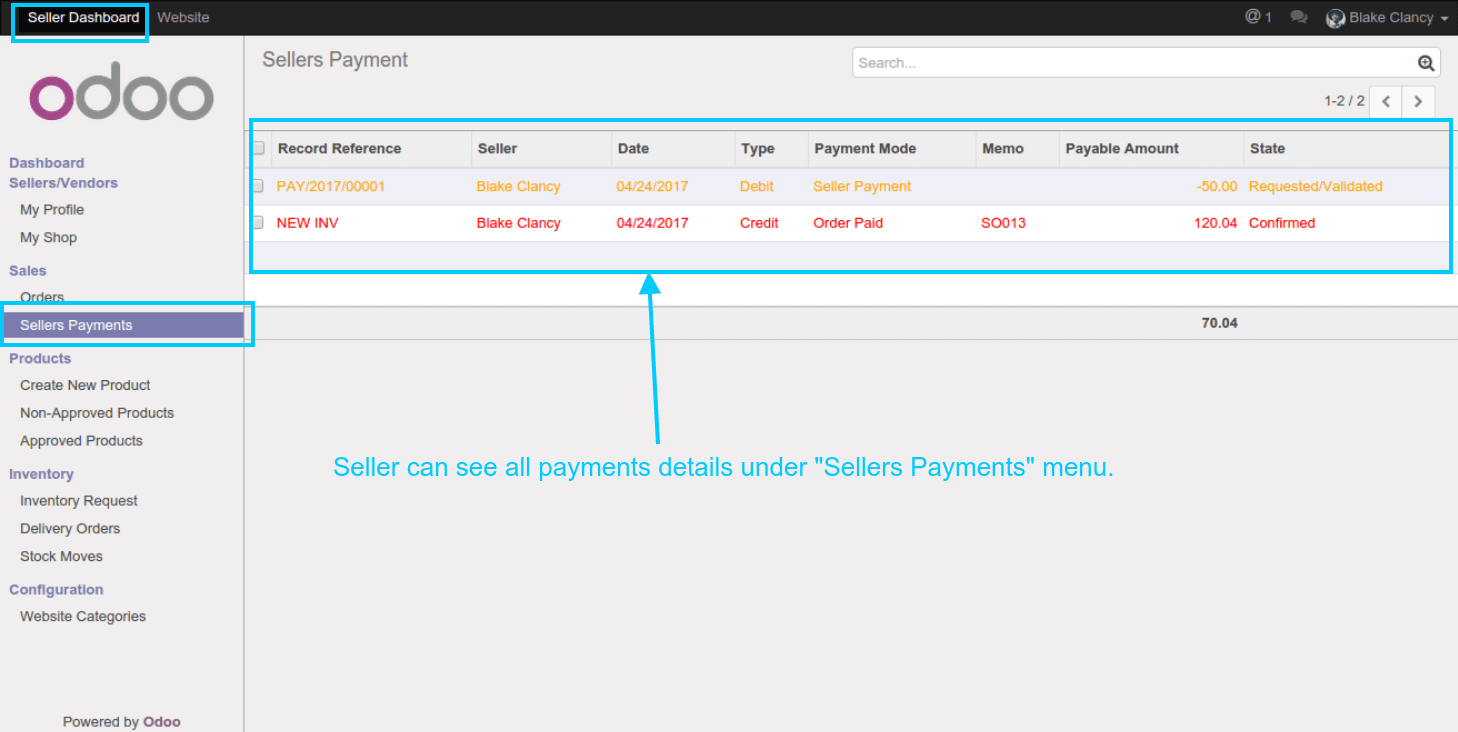 Seller Dashboard Website @ 1 Blake Clancy
odoo
Sellers Payment
Search...
1-2 / 2
Dashboard
Sellers/Vendors
My Profile
My Shop
Sales
Orders
Sellers Payments
Products
Create New Product
Non-Approved Products
Approved Products
Inventory
Inventory Request
Delivery Orders
Stock Moves
Configuration
Website Categories
Powered by Odoo
Record Reference Seller Date Type Payment Mode Memo Payable Amount State
PAY/2017/00001 Blake Clancy 04/24/2017 Debit Seller Payment -50.00 Requested/Validated
NEW INV Blake Clancy 04/24/2017 Credit Order Paid SO013 120.04 Confirmed
70.04
Seller can see all payments details under "Sellers Payments" menu.